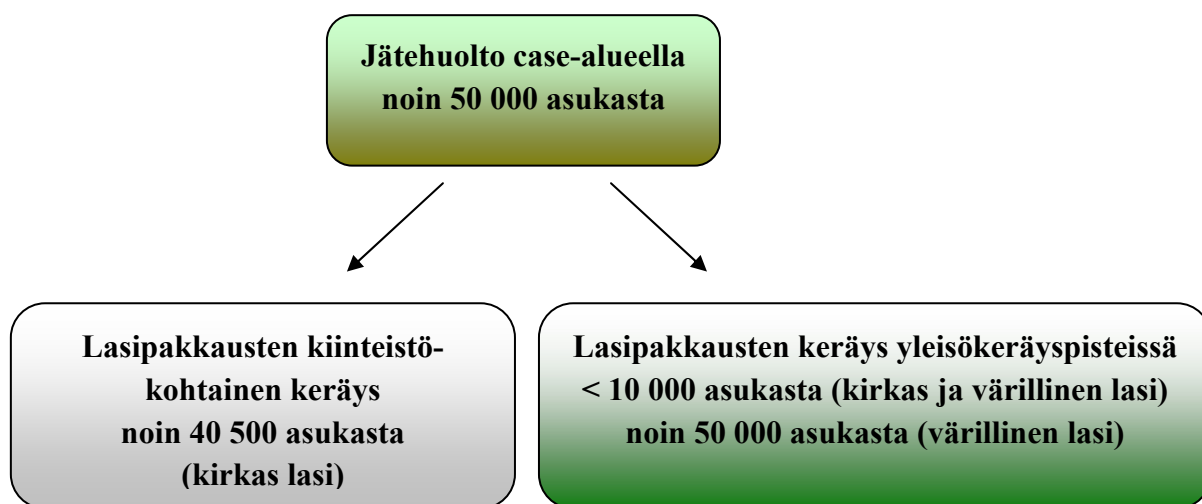 Jätehuolto case-alueella
noin 50 000 asukasta
Lasipakkausten kiinteistö-
kohtainen keräys
noin 40 500 asukasta
(kirkas lasi)
Lasipakkausten keräys yleisökeräyspisteissä
< 10 000 asukasta (kirkas ja värillinen lasi)
noin 50 000 asukasta (värillinen lasi)